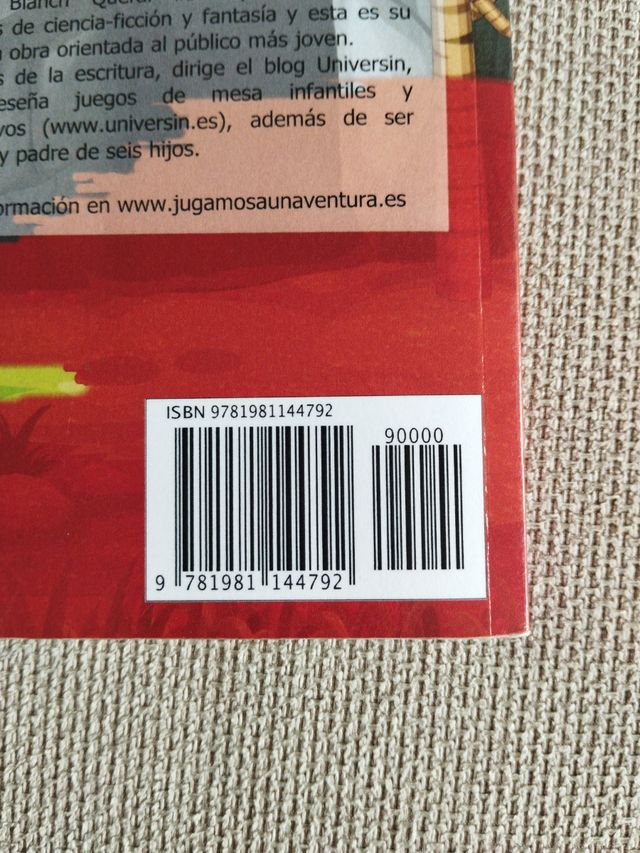 Blanch Queral
s de ciencia-ficción y fantasía y esta es su
obra orientada al público más joven.
s de la escritura, dirige el blog Universin,
eseña juegos de mesa infantiles y
vos (www.universin.es), además de ser
y padre de seis hijos.
ormación en www.jugamosaunaventura.es
ISBN 9781981144792
90000
9 781981 144792